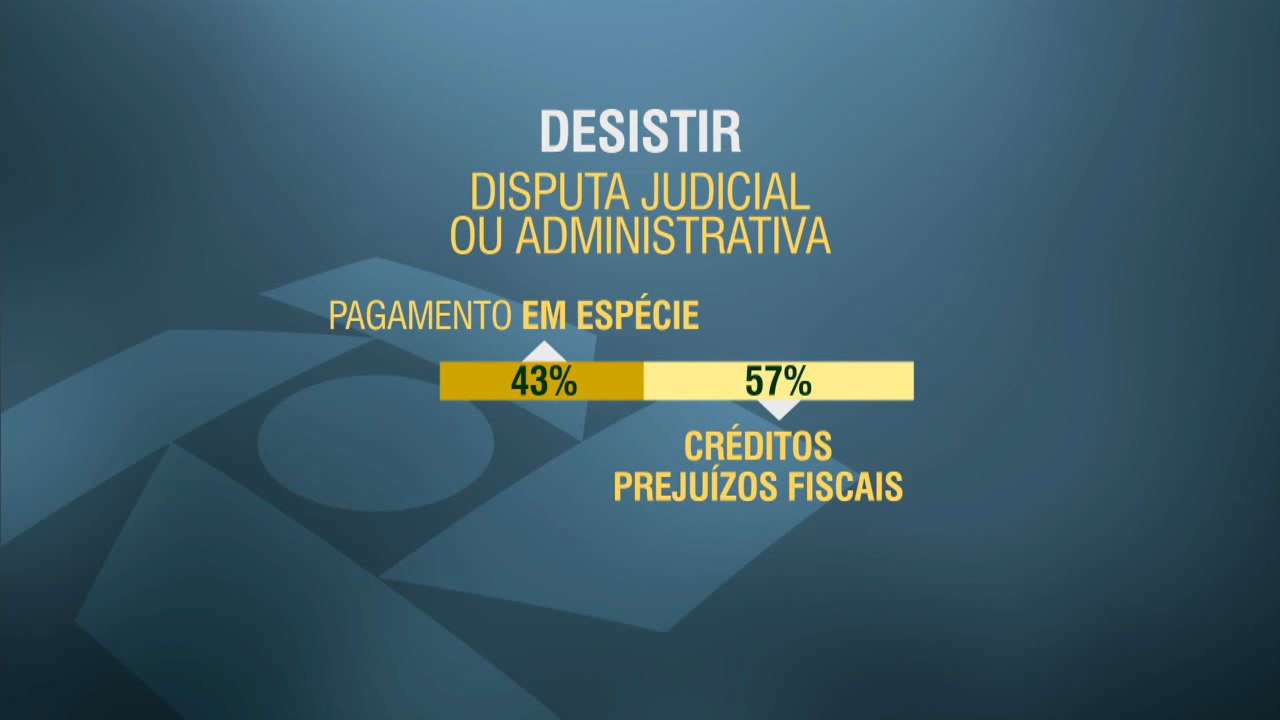 DESISTIR
DISPUTA JUDICIAL
OU ADMINISTRATIVA
PAGAMENTO EM ESPÉCIE
43% 57%
CRÉDITOS
PREJUÍZOS FISCAIS